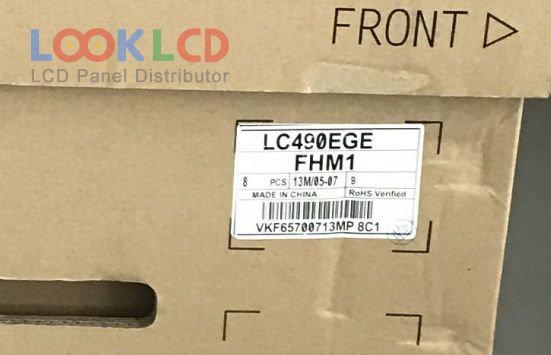 FRONT
LOOKLCD
LCD Panel Distributor
LC490EGE
FHM1
8 PCS 13M/05-07 9
MADE IN CHINA RoHS Verified
VKF65700713MP 8C1